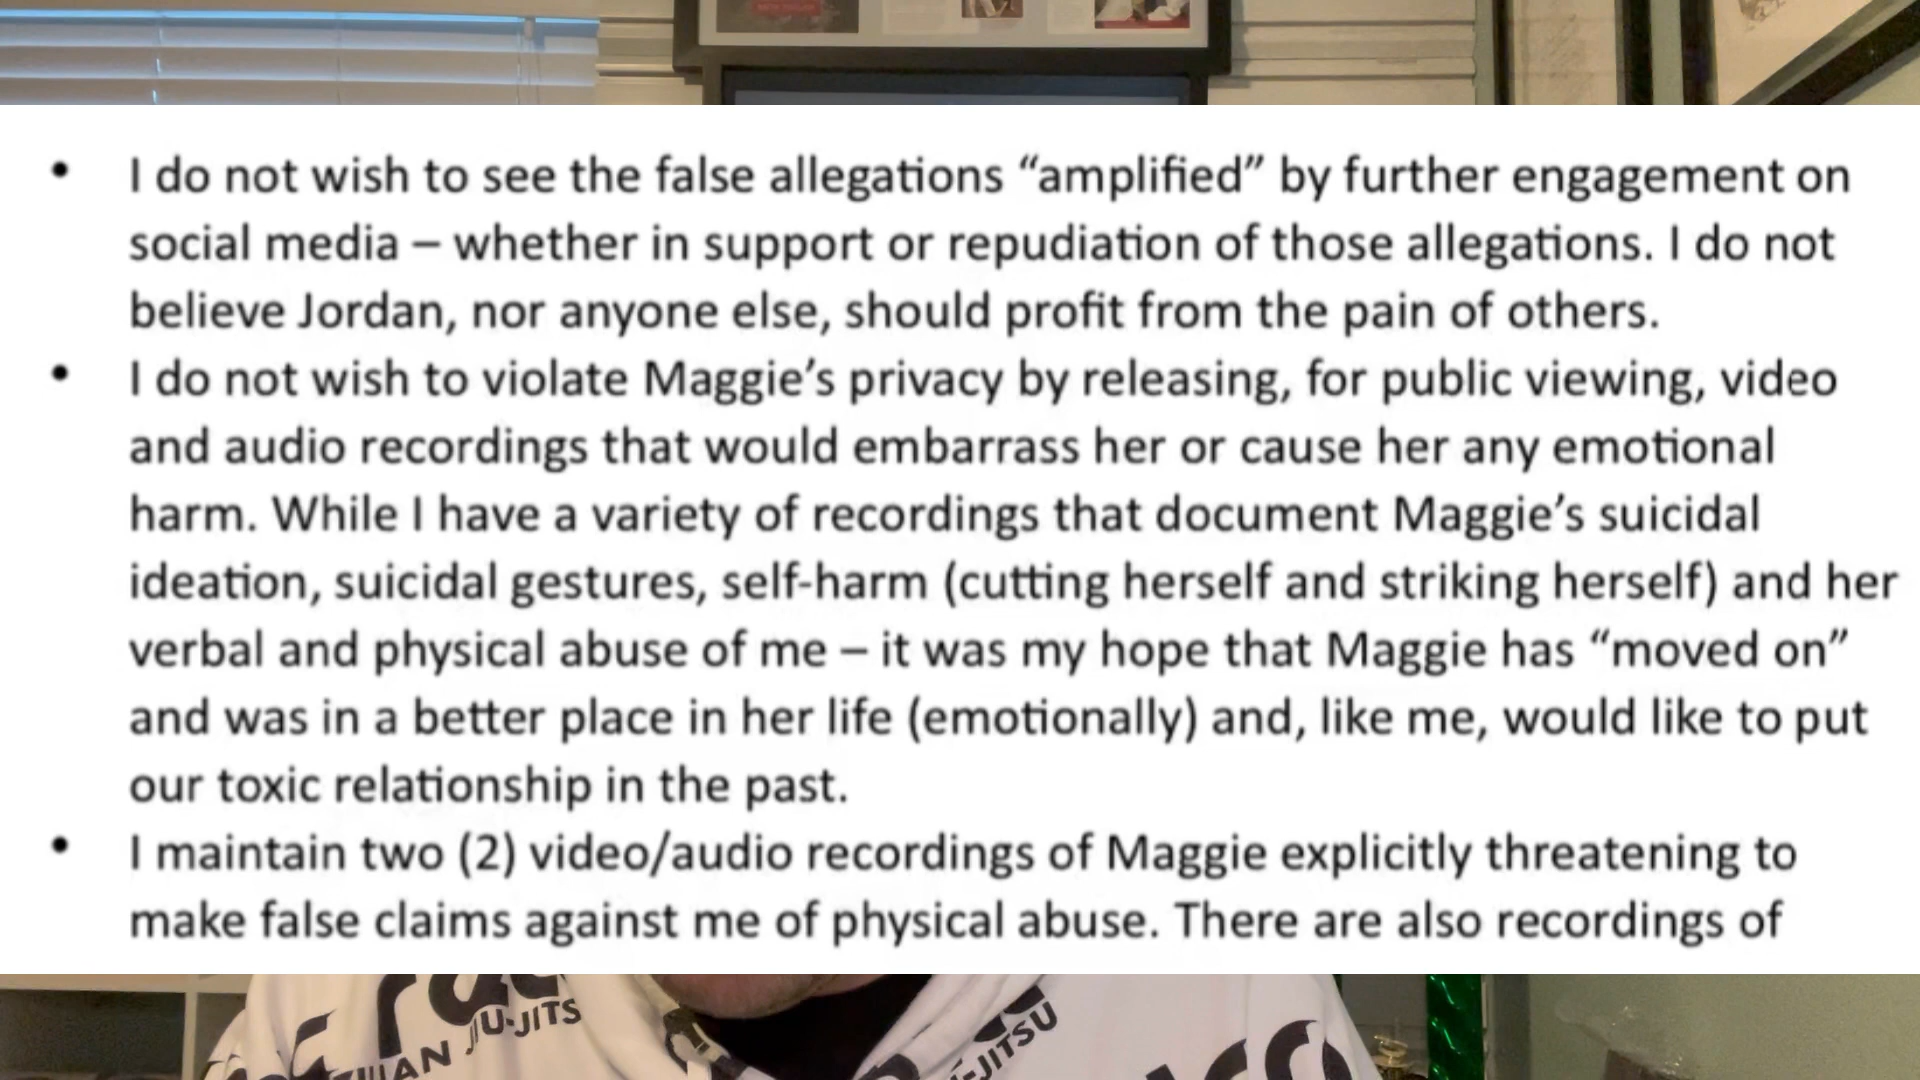 • I do not wish to see the false allegations “amplified” by further engagement on
social media – whether in support or repudiation of those allegations. I do not
believe Jordan, nor anyone else, should profit from the pain of others.
• I do not wish to violate Maggie’s privacy by releasing, for public viewing, video
and audio recordings that would embarrass her or cause her any emotional
harm. While I have a variety of recordings that document Maggie’s suicidal
ideation, suicidal gestures, self-harm (cutting herself and striking herself) and her
verbal and physical abuse of me – it was my hope that Maggie has “moved on”
and was in a better place in her life (emotionally) and, like me, would like to put
our toxic relationship in the past.
• I maintain two (2) video/audio recordings of Maggie explicitly threatening to
make false claims against me of physical abuse. There are also recordings of
JIU-JITS
-JITSU